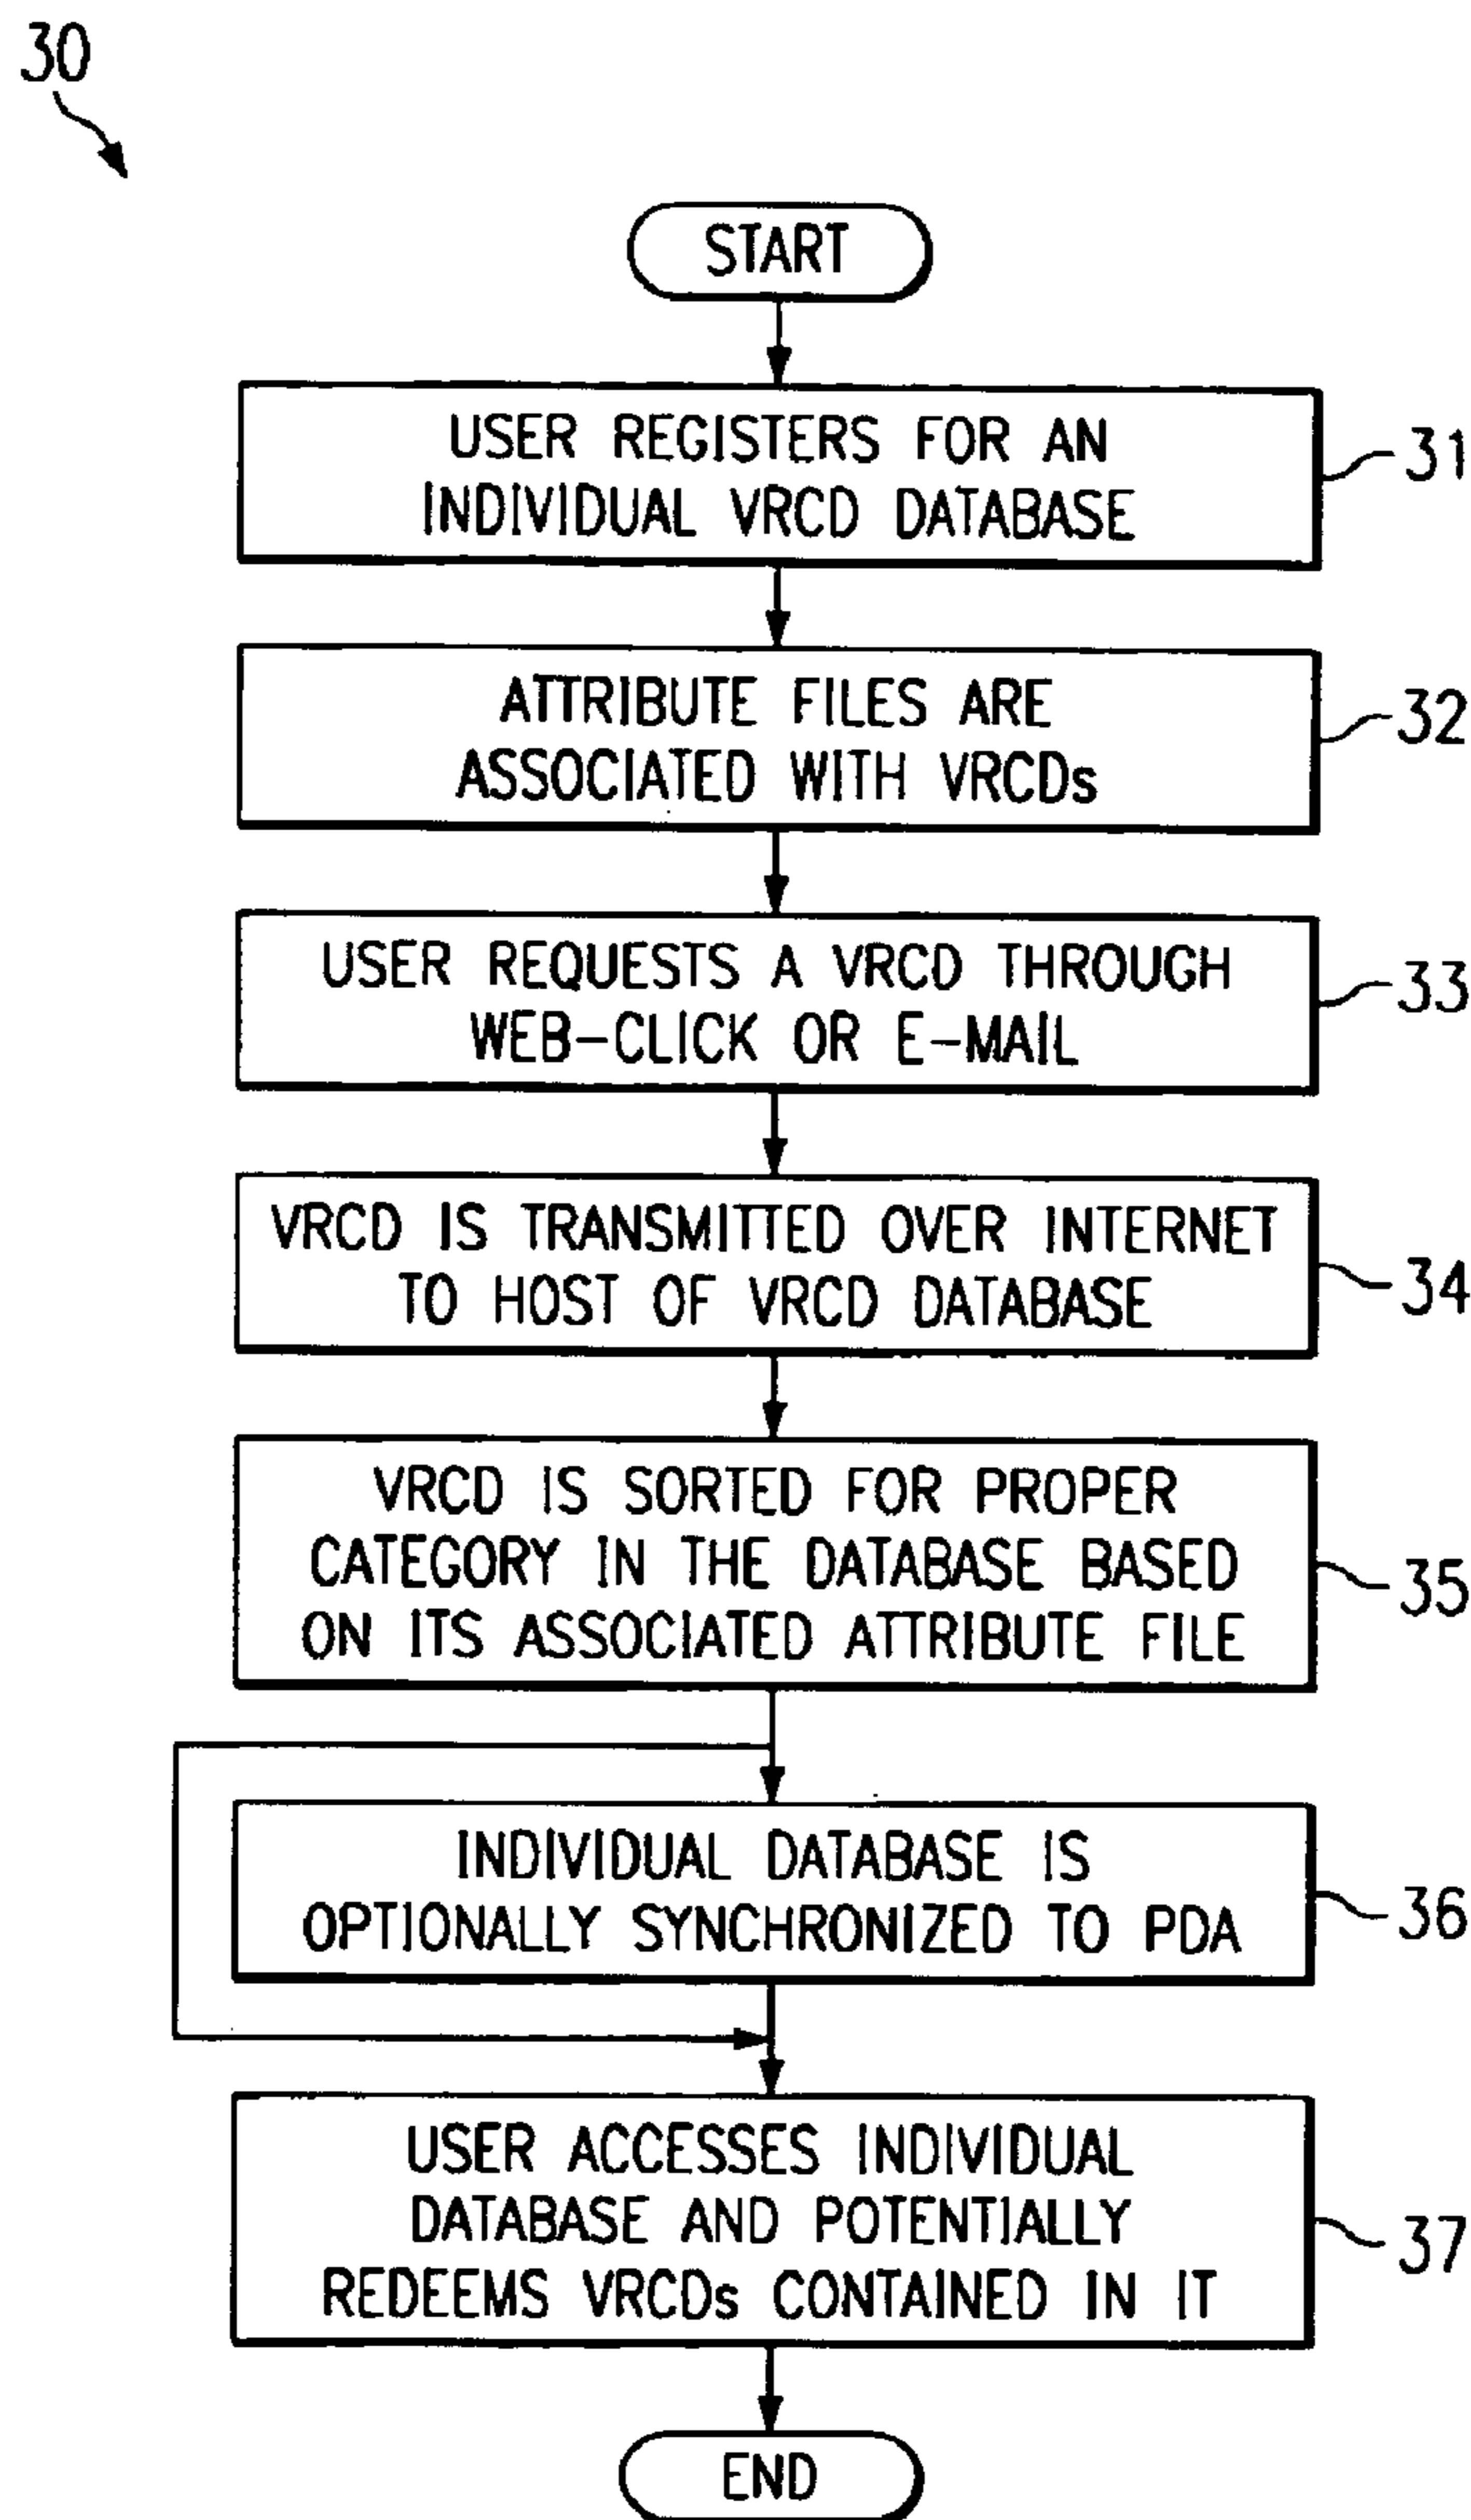 30
START
USER REGISTERS FOR AN
INDIVIDUAL VRCD DATABASE
31
ATTRIBUTE FILES ARE
ASSOCIATED WITH VRCDs
32
USER REQUESTS A VRCD THROUGH
WEB-CLICK OR E-MAIL
33
VRCD IS TRANSMITTED OVER INTERNET
TO HOST OF VRCD DATABASE
34
VRCD IS SORTED FOR PROPER
CATEGORY IN THE DATABASE BASED
ON ITS ASSOCIATED ATTRIBUTE FILE
35
INDIVIDUAL DATABASE IS
OPTIONALLY SYNCHRONIZED TO PDA
36
USER ACCESSES INDIVIDUAL
DATABASE AND POTENTIALLY
REDEEMS VRCDs CONTAINED IN IT
37
END